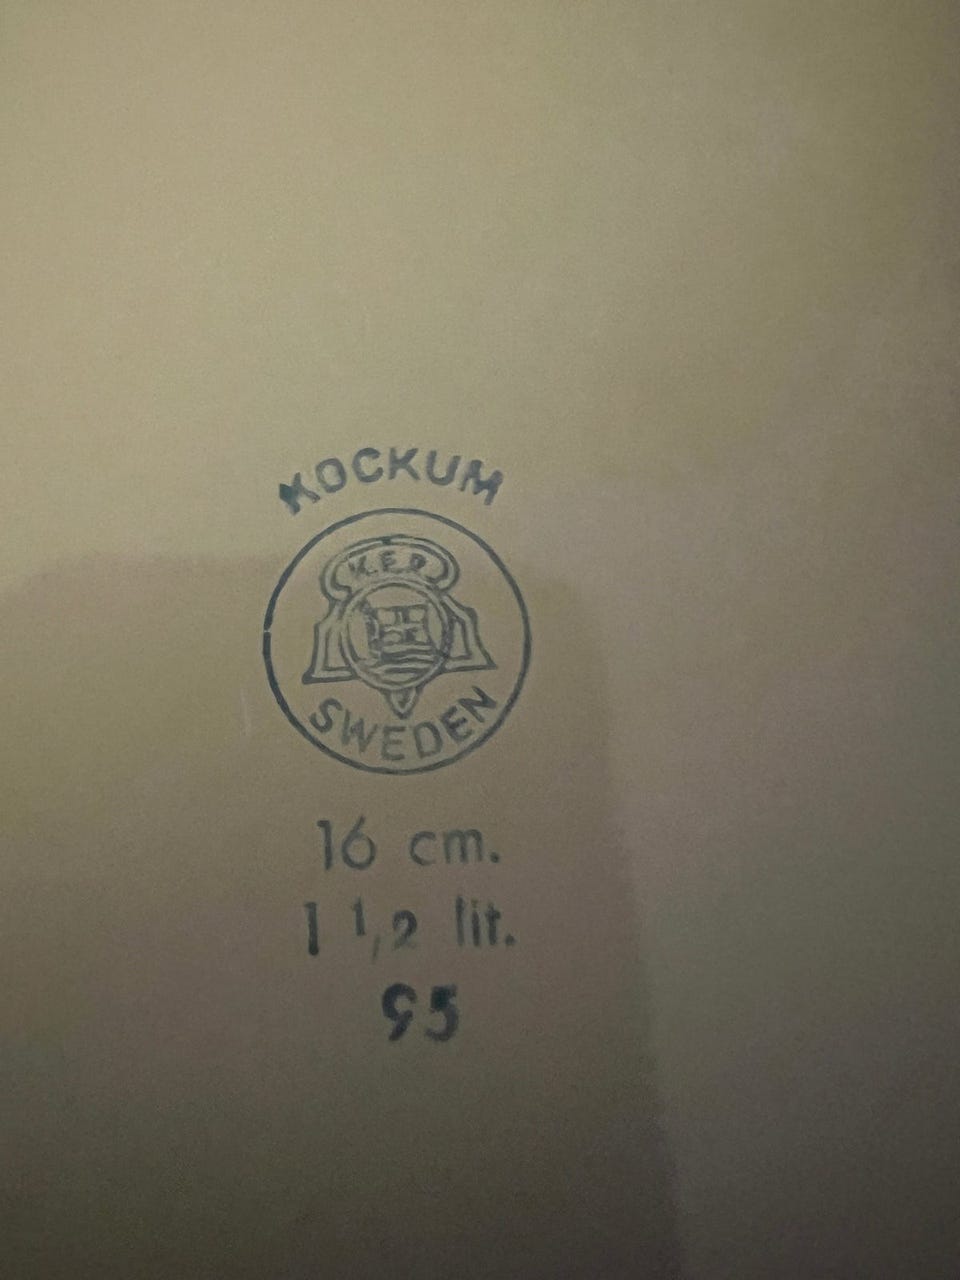 KOCKUM
K.E.R.
SWEDEN
16 cm.
1 1/2 lit.
95